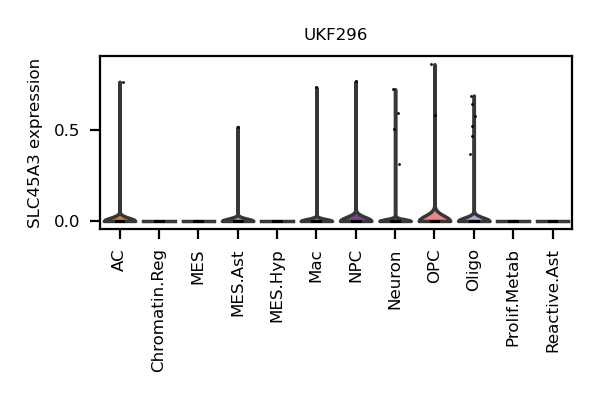 UKF296
SLC45A3 expression
0.5
0.0
AC
Chromatin.Reg
MES
MES.Ast
MES.Hyp
Mac
NPC
Neuron
OPC
Oligo
Prolif.Metab
Reactive.Ast